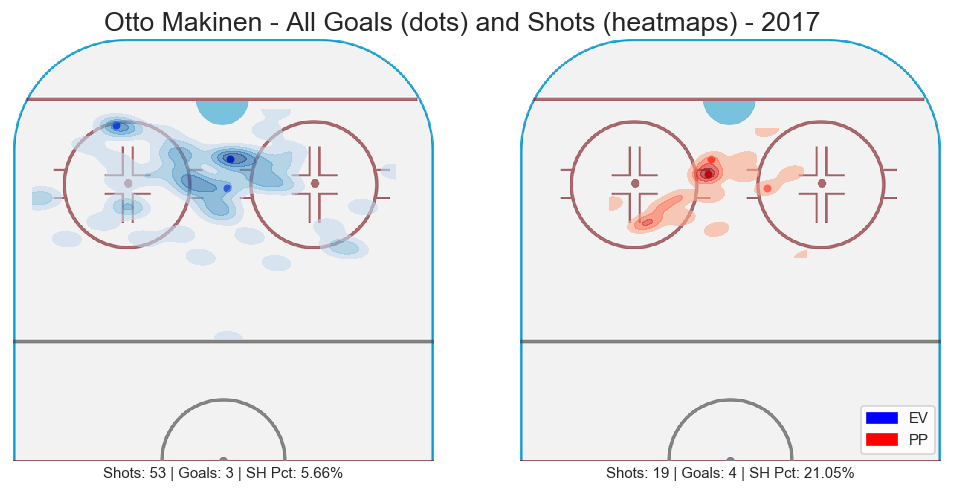 Otto Makinen - All Goals (dots) and Shots (heatmaps) - 2017
EV
PP
Shots: 53 | Goals: 3 | SH Pct: 5.66%
Shots: 19 | Goals: 4 | SH Pct: 21.05%